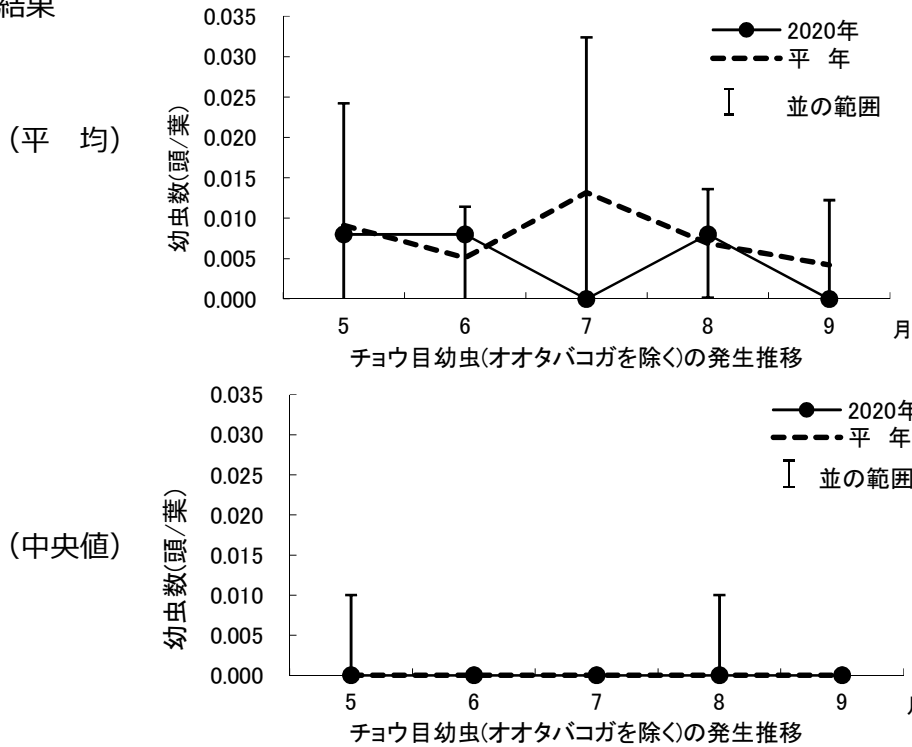 結果
(平　均)
幼虫数(頭/葉)
0.035
0.030
0.025
0.020
0.015
0.010
0.005
0.000
2020年
平　年
並の範囲
5 6 7 8 9 月
チョウ目幼虫(オオタバコガを除く)の発生推移
(中央値)
幼虫数(頭/葉)
0.035
0.030
0.025
0.020
0.015
0.010
0.005
0.000
2020年
平　年
並の範囲
5 6 7 8 9
チョウ目幼虫(オオタバコガを除く)の発生推移